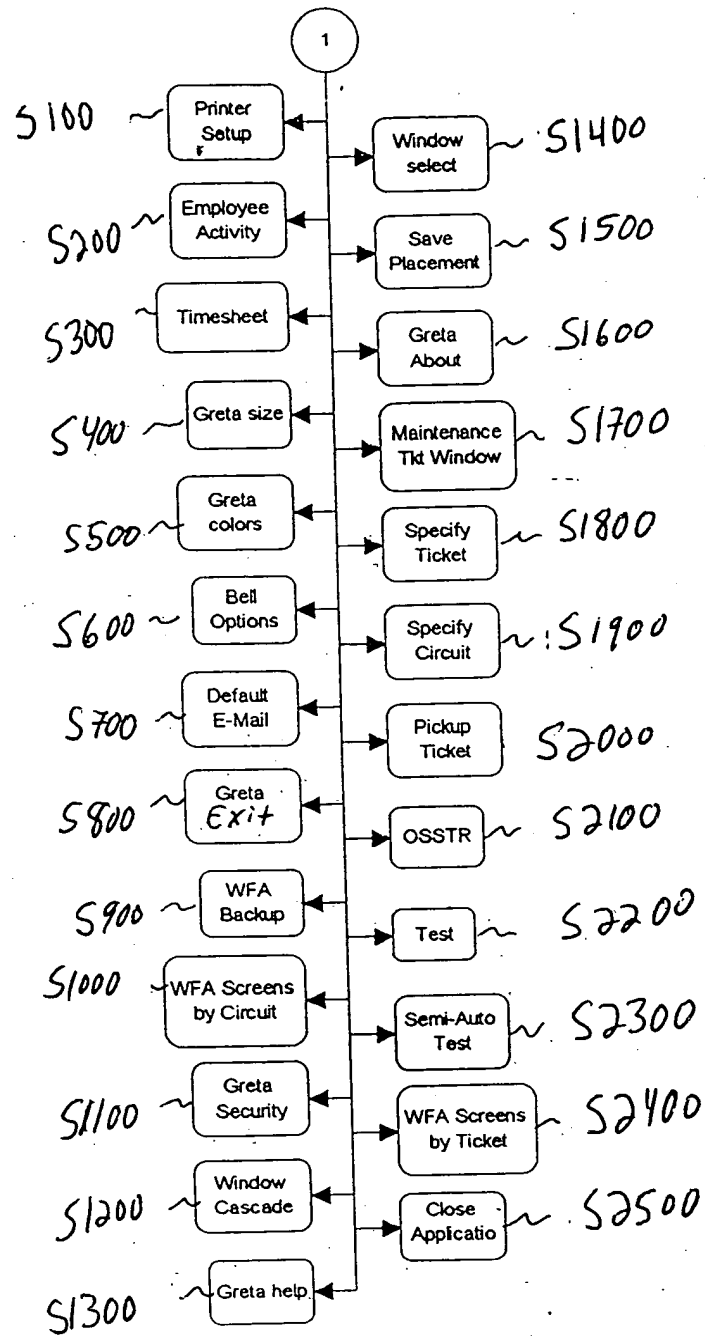 1
S100
Printer
Setup
Window
select
S1400
S200
Employee
Activity
Save
Placement
S1500
S300
Timesheet
Greta
About
S1600
S400
Greta size
Maintenance
Tkt Window
S1700
S500
Greta
colors
Specify
Ticket
S1800
S600
Bell
Options
Specify
Circuit
S1900
S700
Default
E-Mail
Pickup
Ticket
S2000
S800
Greta
Exit
OSSTR
S2100
S900
WFA
Backup
Test
S2200
S1000
WFA Screens
by Circuit
Semi-Auto
Test
S2300
S1100
Greta
Security
WFA Screens
by Ticket
S2400
S1200
Window
Cascade
Close
Applicatio
S2500
S1300
Greta help